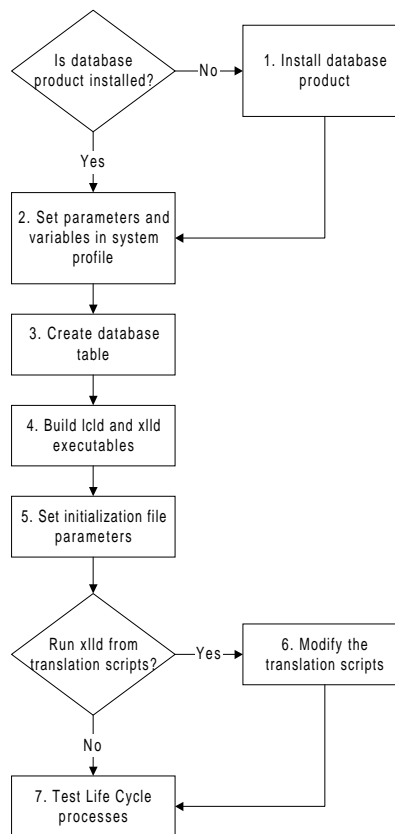 Is database
product installed?
No
1. Install database
product
Yes
2. Set parameters and
variables in system
profile
3. Create database
table
4. Build lcld and xlld
executables
5. Set initialization file
parameters
Run xlld from
translation scripts?
Yes
6. Modify the
translation scripts
No
7. Test Life Cycle
processes